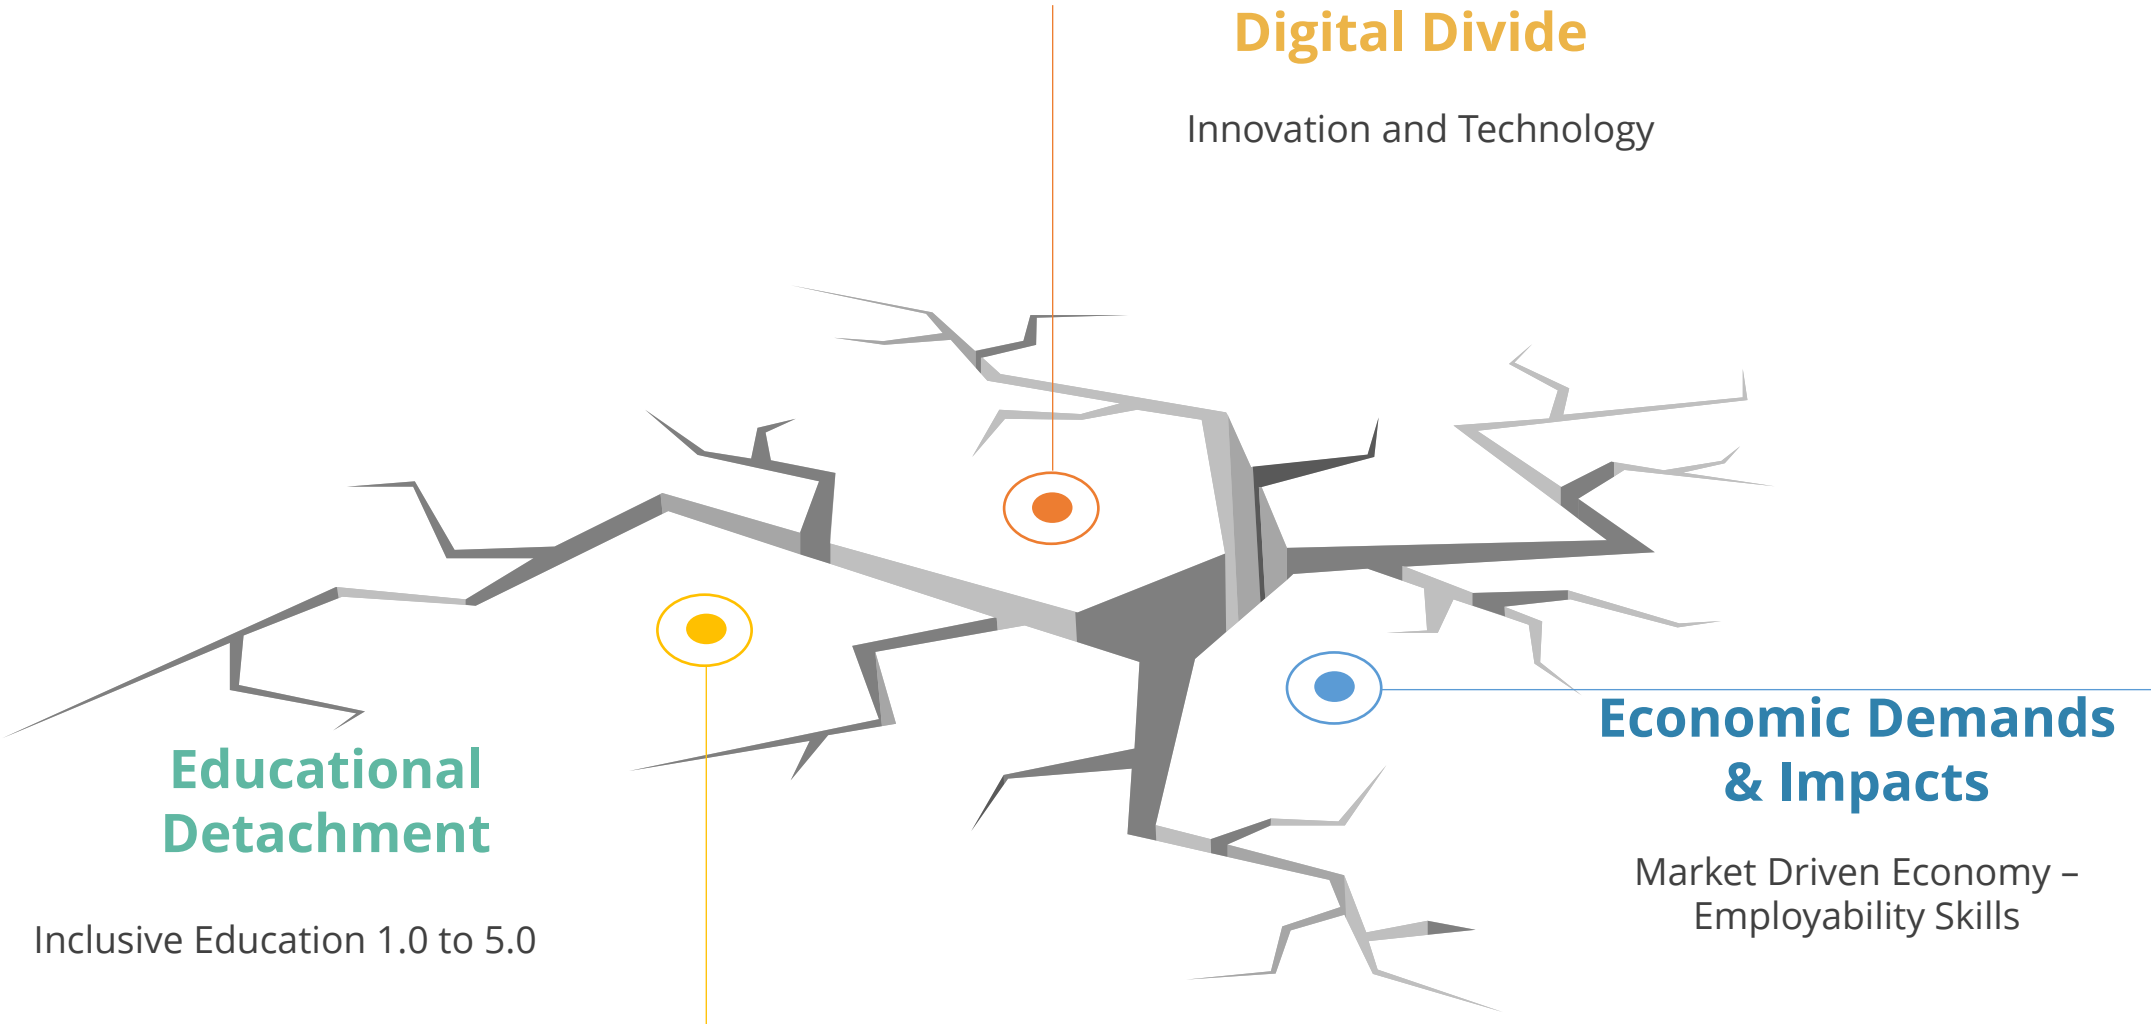 Digital Divide
Innovation and Technology
Educational
Detachment
Inclusive Education 1.0 to 5.0
Economic Demands
& Impacts
Market Driven Economy –
Employability Skills